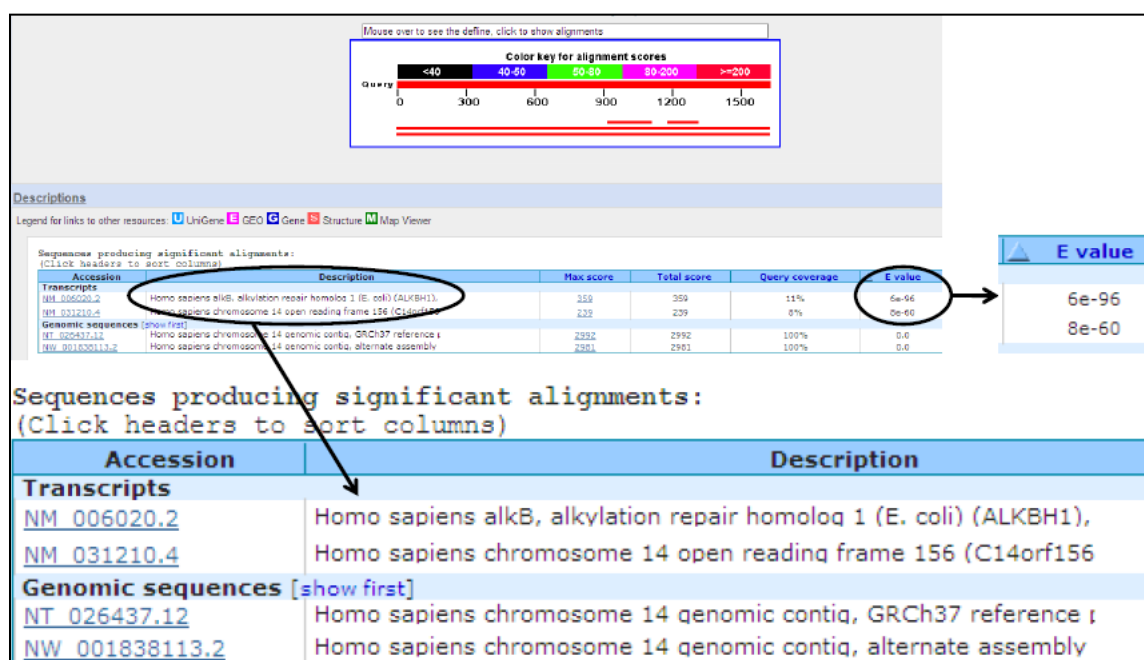 Mouse over to see the define, click to show alignments
Color key for alignment scores
<40 40-50 50-80 80-200 >=200
Query
0 300 600 900 1200 1500
Descriptions
Legend for links to other resources: U UniGene E GEO G Gene S Structure M Map Viewer
Sequences producing significant alignments:
(Click headers to sort columns)
Accession Description Max score Total score Query coverage E value
Transcripts
NM_006020.2 Homo sapiens alkB, alkylation repair homolog 1 (E. coli) (ALKBH1), 359 359 11% 6e-96
NM_031210.4 Homo sapiens chromosome 14 open reading frame 156 (C14orf156 239 239 8% 8e-60
Genomic sequences [show first]
NT_026437.12 Homo sapiens chromosome 14 genomic contig, GRCh37 reference p 2992 2992 100% 0.0
NW_001838113.2 Homo sapiens chromosome 14 genomic contig, alternate assembly 2981 2981 100% 0.0
E value
6e-96
8e-60
Sequences producing significant alignments:
(Click headers to sort columns)
Accession Description
Transcripts
NM_006020.2 Homo sapiens alkB, alkylation repair homolog 1 (E. coli) (ALKBH1),
NM_031210.4 Homo sapiens chromosome 14 open reading frame 156 (C14orf156
Genomic sequences [show first]
NT_026437.12 Homo sapiens chromosome 14 genomic contig, GRCh37 reference p
NW_001838113.2 Homo sapiens chromosome 14 genomic contig, alternate assembly